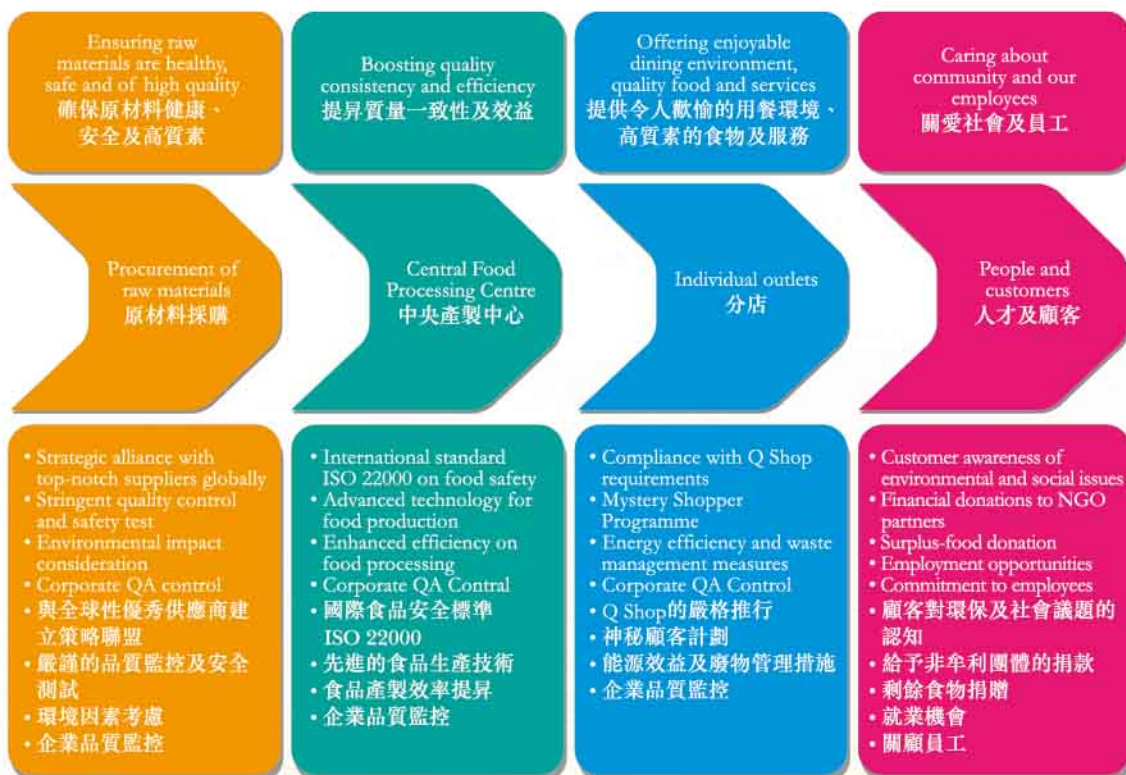 Ensuring raw
materials are healthy,
safe and of high quality
確保原材料健康、
安全及高質素
Boosting quality
consistency and efficiency
提昇質量一致性及效益
Offering enjoyable
dining environment,
quality food and services
提供令人歡愉的用餐環境、
高質素的食物及服務
Caring about
community and our
employees
關愛社會及員工
Procurement of
raw materials
原材料採購
Central Food
Processing Centre
中央產製中心
Individual outlets
分店
People and
customers
人才及顧客
• Strategic alliance with
top-notch suppliers globally
• Stringent quality control
and safety test
• Environmental impact
consideration
• Corporate QA control
• 與全球性優秀供應商建
立策略聯盟
• 嚴謹的品質監控及安全
測試
• 環境因素考慮
• 企業品質監控
• International standard
ISO 22000 on food safety
• Advanced technology for
food production
• Enhanced efficiency on
food processing
• Corporate QA Contral
• 國際食品安全標準
ISO 22000
• 先進的食品生產技術
• 食品產製效率提昇
• 企業品質監控
• Compliance with Q Shop
requirements
• Mystery Shopper
Programme
• Energy efficiency and waste
management measures
• Corporate QA Control
• Q Shop的嚴格推行
• 神秘顧客計劃
• 能源效益及廢物管理措施
• 企業品質監控
• Customer awareness of
environmental and social issues
• Financial donations to NGO
partners
• Surplus-food donation
• Employment opportunities
• Commitment to employees
• 顧客對環保及社會議題的
認知
• 給予非牟利團體的捐款
• 剩餘食物捐贈
• 就業機會
• 關顧員工